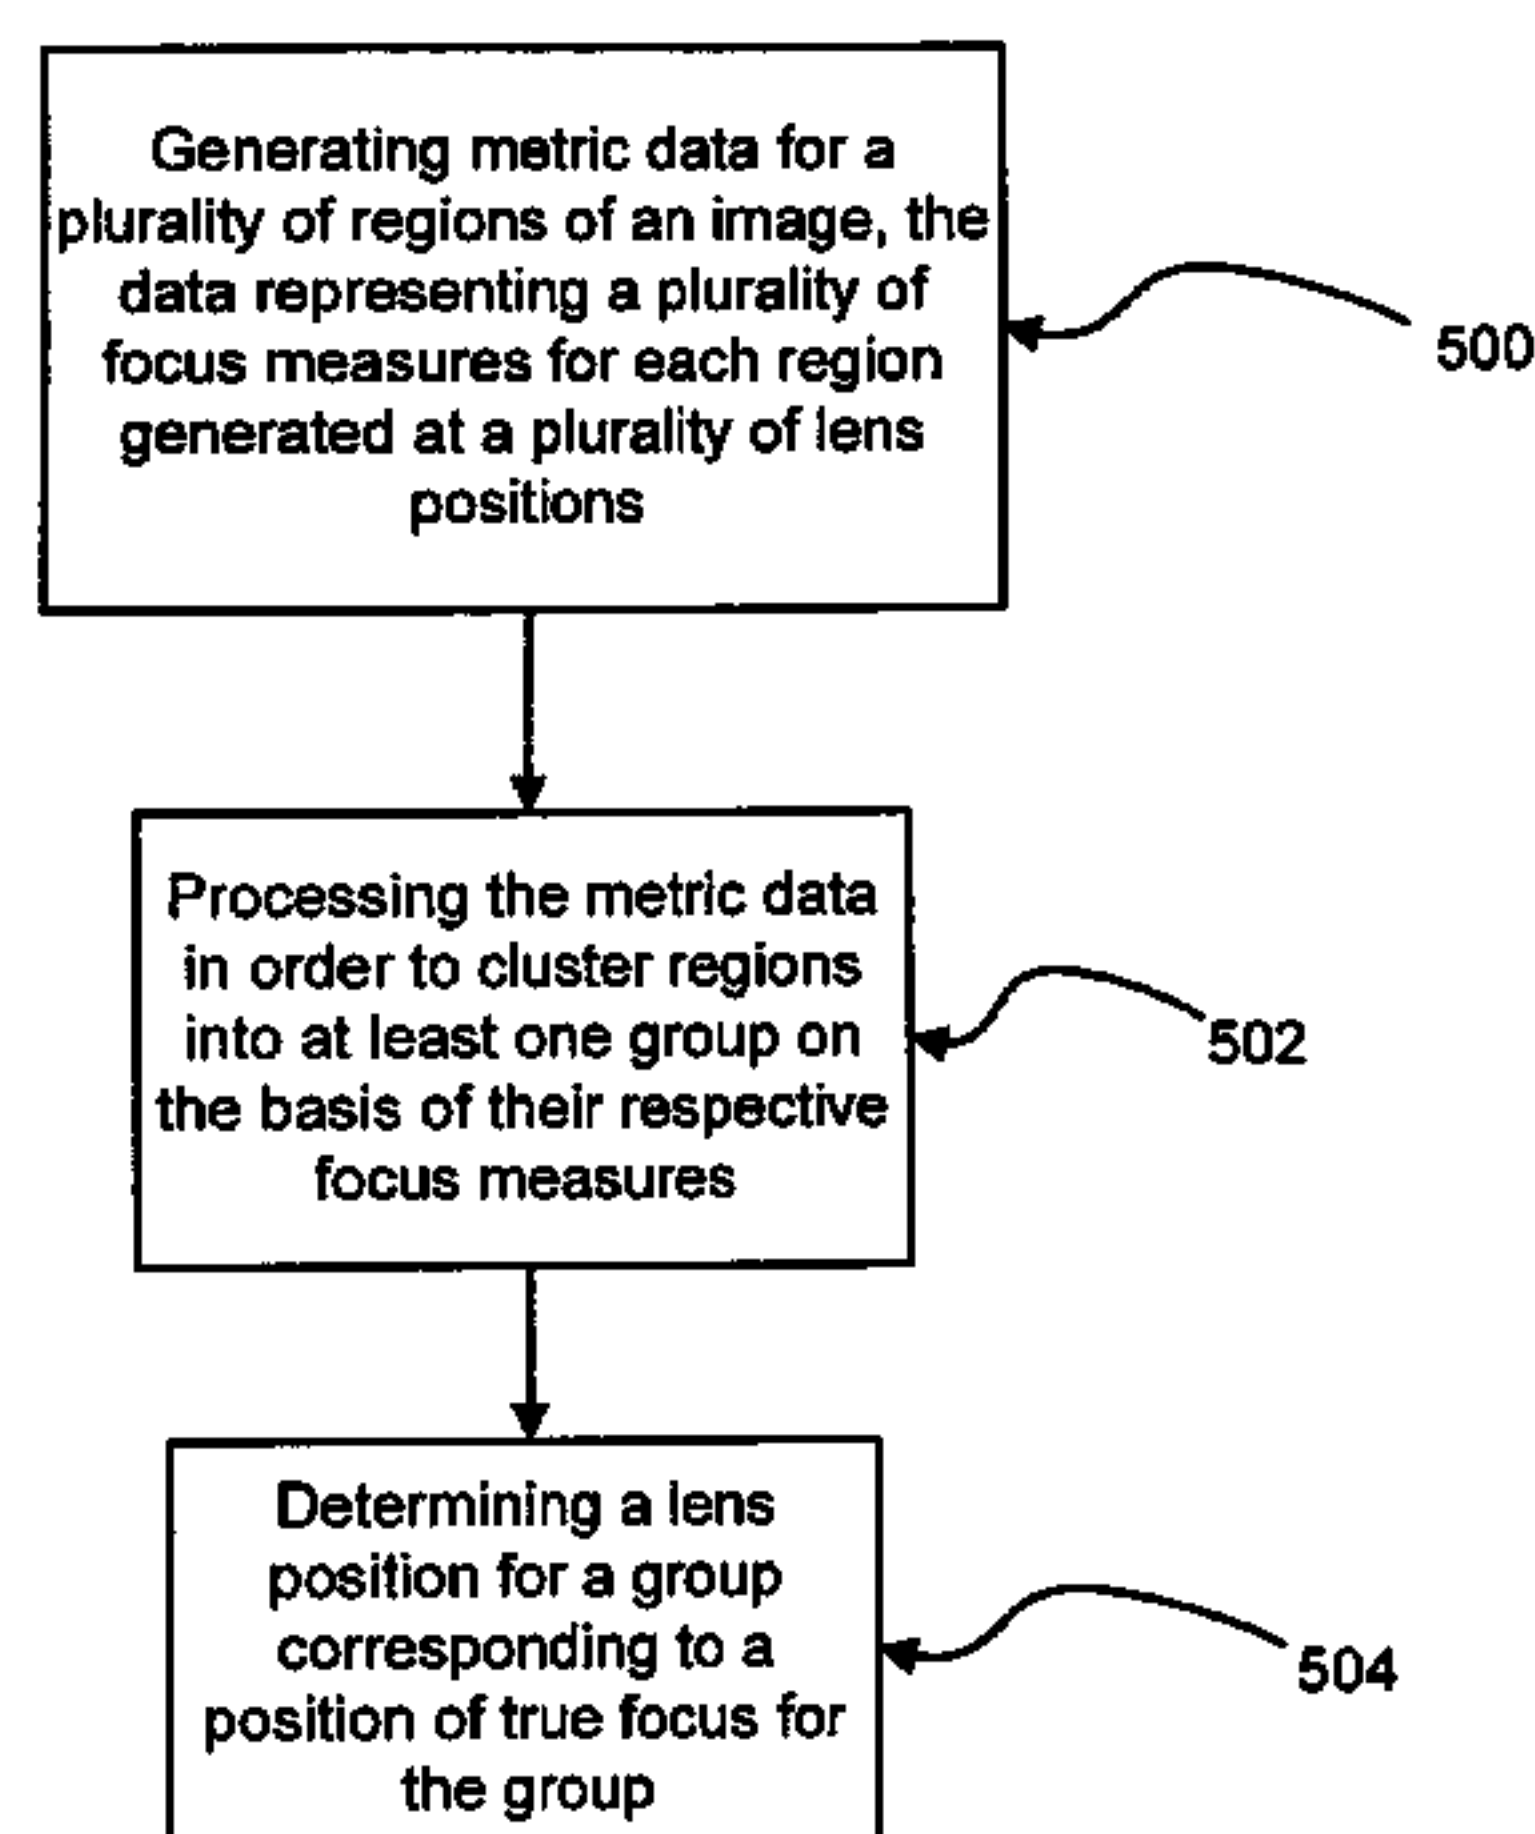 Generating metric data for a
plurality of regions of an image, the
data representing a plurality of
focus measures for each region
generated at a plurality of lens
positions
500
Processing the metric data
in order to cluster regions
into at least one group on
the basis of their respective
focus measures
502
Determining a lens
position for a group
corresponding to a
position of true focus for
the group
504